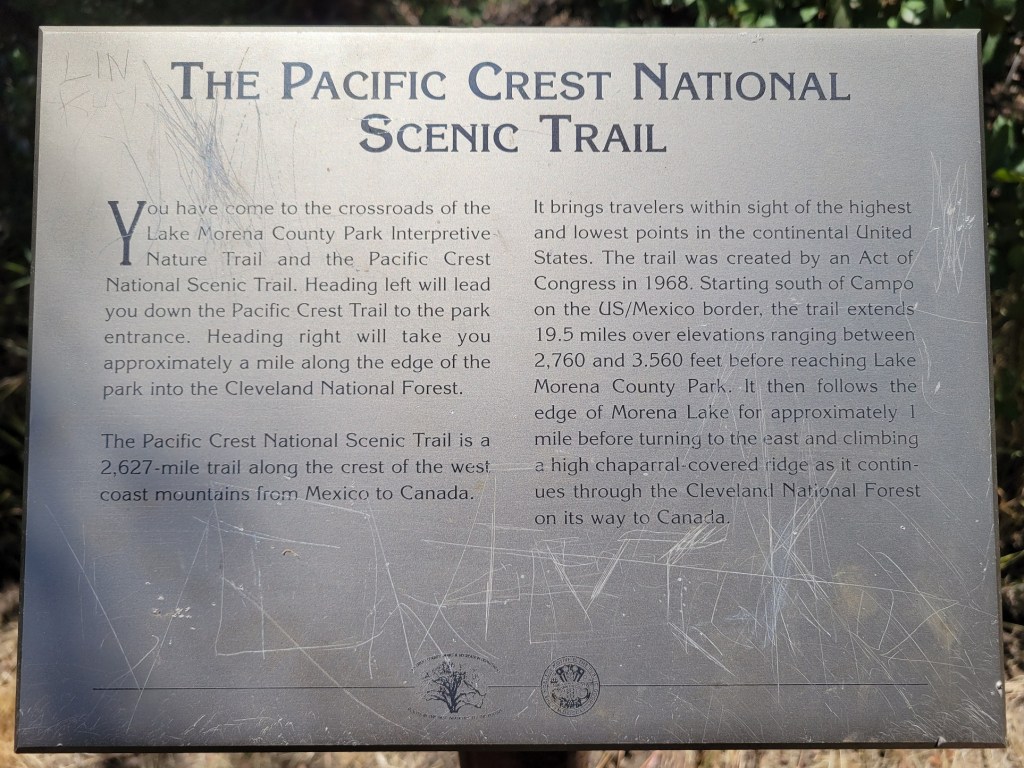 THE PACIFIC CREST NATIONAL
SCENIC TRAIL
You have come to the crossroads of the
Lake Morena County Park Interpretive
Nature Trail and the Pacific Crest
National Scenic Trail. Heading left will lead
you down the Pacific Crest Trail to the park
entrance. Heading right will take you
approximately a mile along the edge of the
park into the Cleveland National Forest.
The Pacific Crest National Scenic Trail is a
2,627-mile trail along the crest of the west
coast mountains from Mexico to Canada.
It brings travelers within sight of the highest
and lowest points in the continental United
States. The trail was created by an Act of
Congress in 1968. Starting south of Campo
on the US/Mexico border, the trail extends
19.5 miles over elevations ranging between
2,760 and 3.560 feet before reaching Lake
Morena County Park. It then follows the
edge of Morena Lake for approximately 1
mile before turning to the east and climbing
a high chaparral-covered ridge as it contin-
ues through the Cleveland National Forest
on its way to Canada.